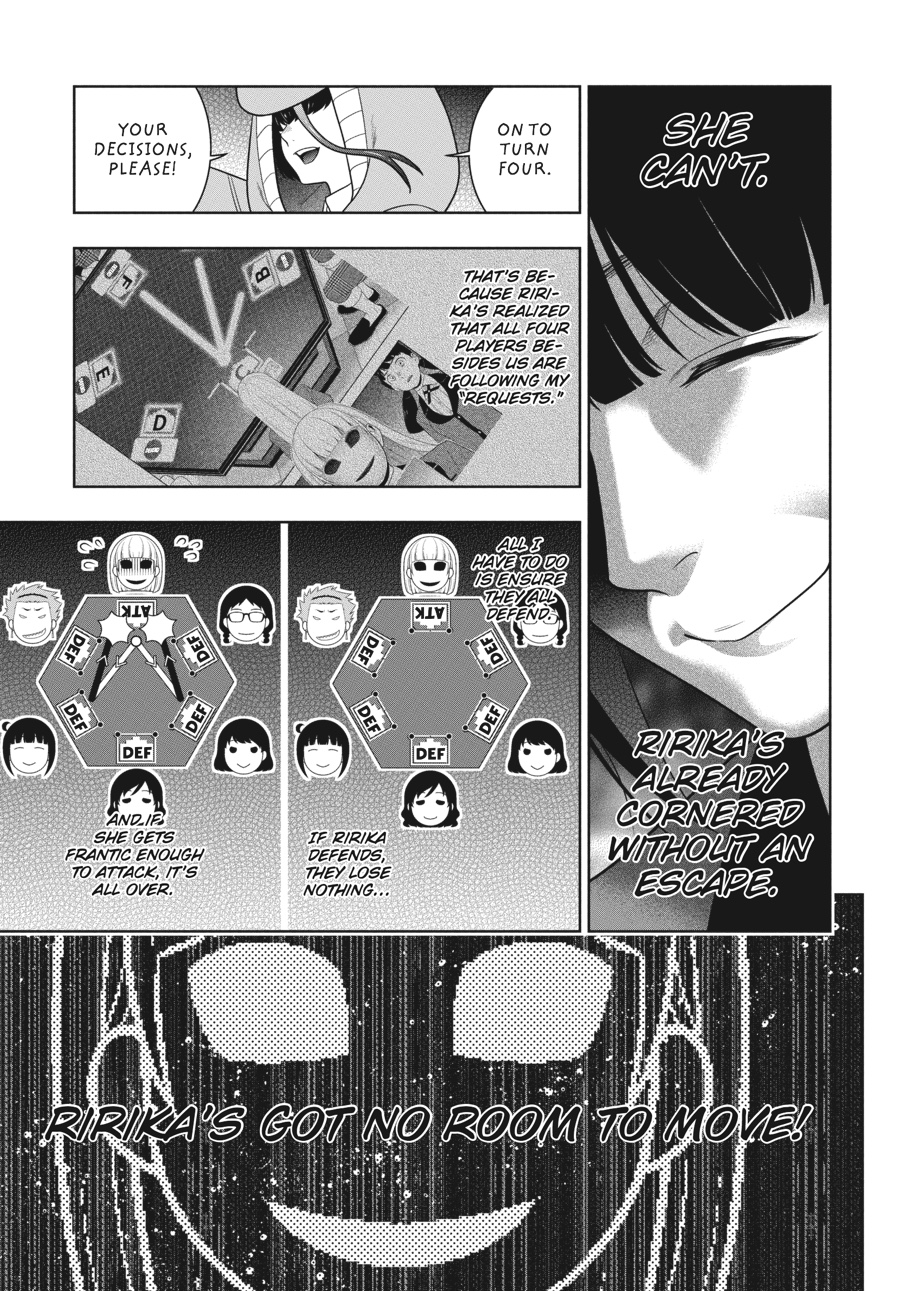 SHE
CAN'T.
RIRIKA'S
ALREADY
CORNERED
WITHOUT AN
ESCAPE.
ON TO
TURN
FOUR.
YOUR
DECISIONS,
PLEASE!
THAT'S BE-
CAUSE RIRI-
KA'S REALIZED
THAT ALL FOUR
PLAYERS BE-
SIDES US ARE
FOLLOWING MY
"REQUESTS."
F
B
E
C
D
ALL I
HAVE TO DO
IS ENSURE
THEY ALL
DEFEND.
ATK
DEF
DEF
DEF
DEF
DEF
IF RIRIKA
DEFENDS,
THEY LOSE
NOTHING...
ATK
DEF
DEF
DEF
DEF
DEF
AND IF
SHE GETS
FRANTIC ENOUGH
TO ATTACK, IT'S
ALL OVER.
RIRIKA'S GOT NO ROOM TO MOVE!